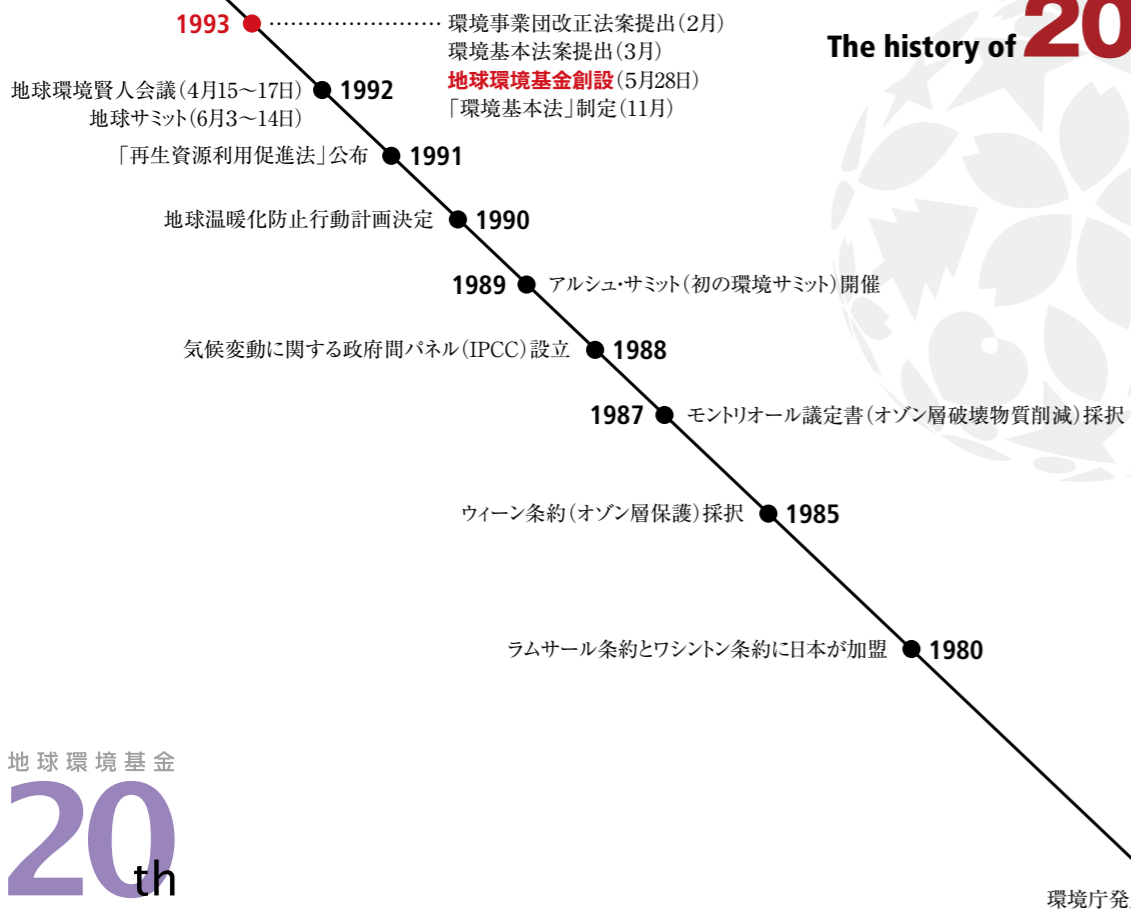 The history of 20
1993
環境事業団改正法案提出(2月)
環境基本法案提出(3月)
地球環境基金創設(5月28日)
「環境基本法」制定(11月)
地球環境賢人会議(4月15〜17日)
地球サミット(6月3〜14日)
1992
「再生資源利用促進法」公布
1991
地球温暖化防止行動計画決定
1990
1989
アルシュ・サミット(初の環境サミット)開催
気候変動に関する政府間パネル(IPCC)設立
1988
1987
モントリオール議定書(オゾン層破壊物質削減)採択
ウィーン条約(オゾン層保護)採択
1985
ラムサール条約とワシントン条約に日本が加盟
1980
地球環境基金
20th
環境庁発